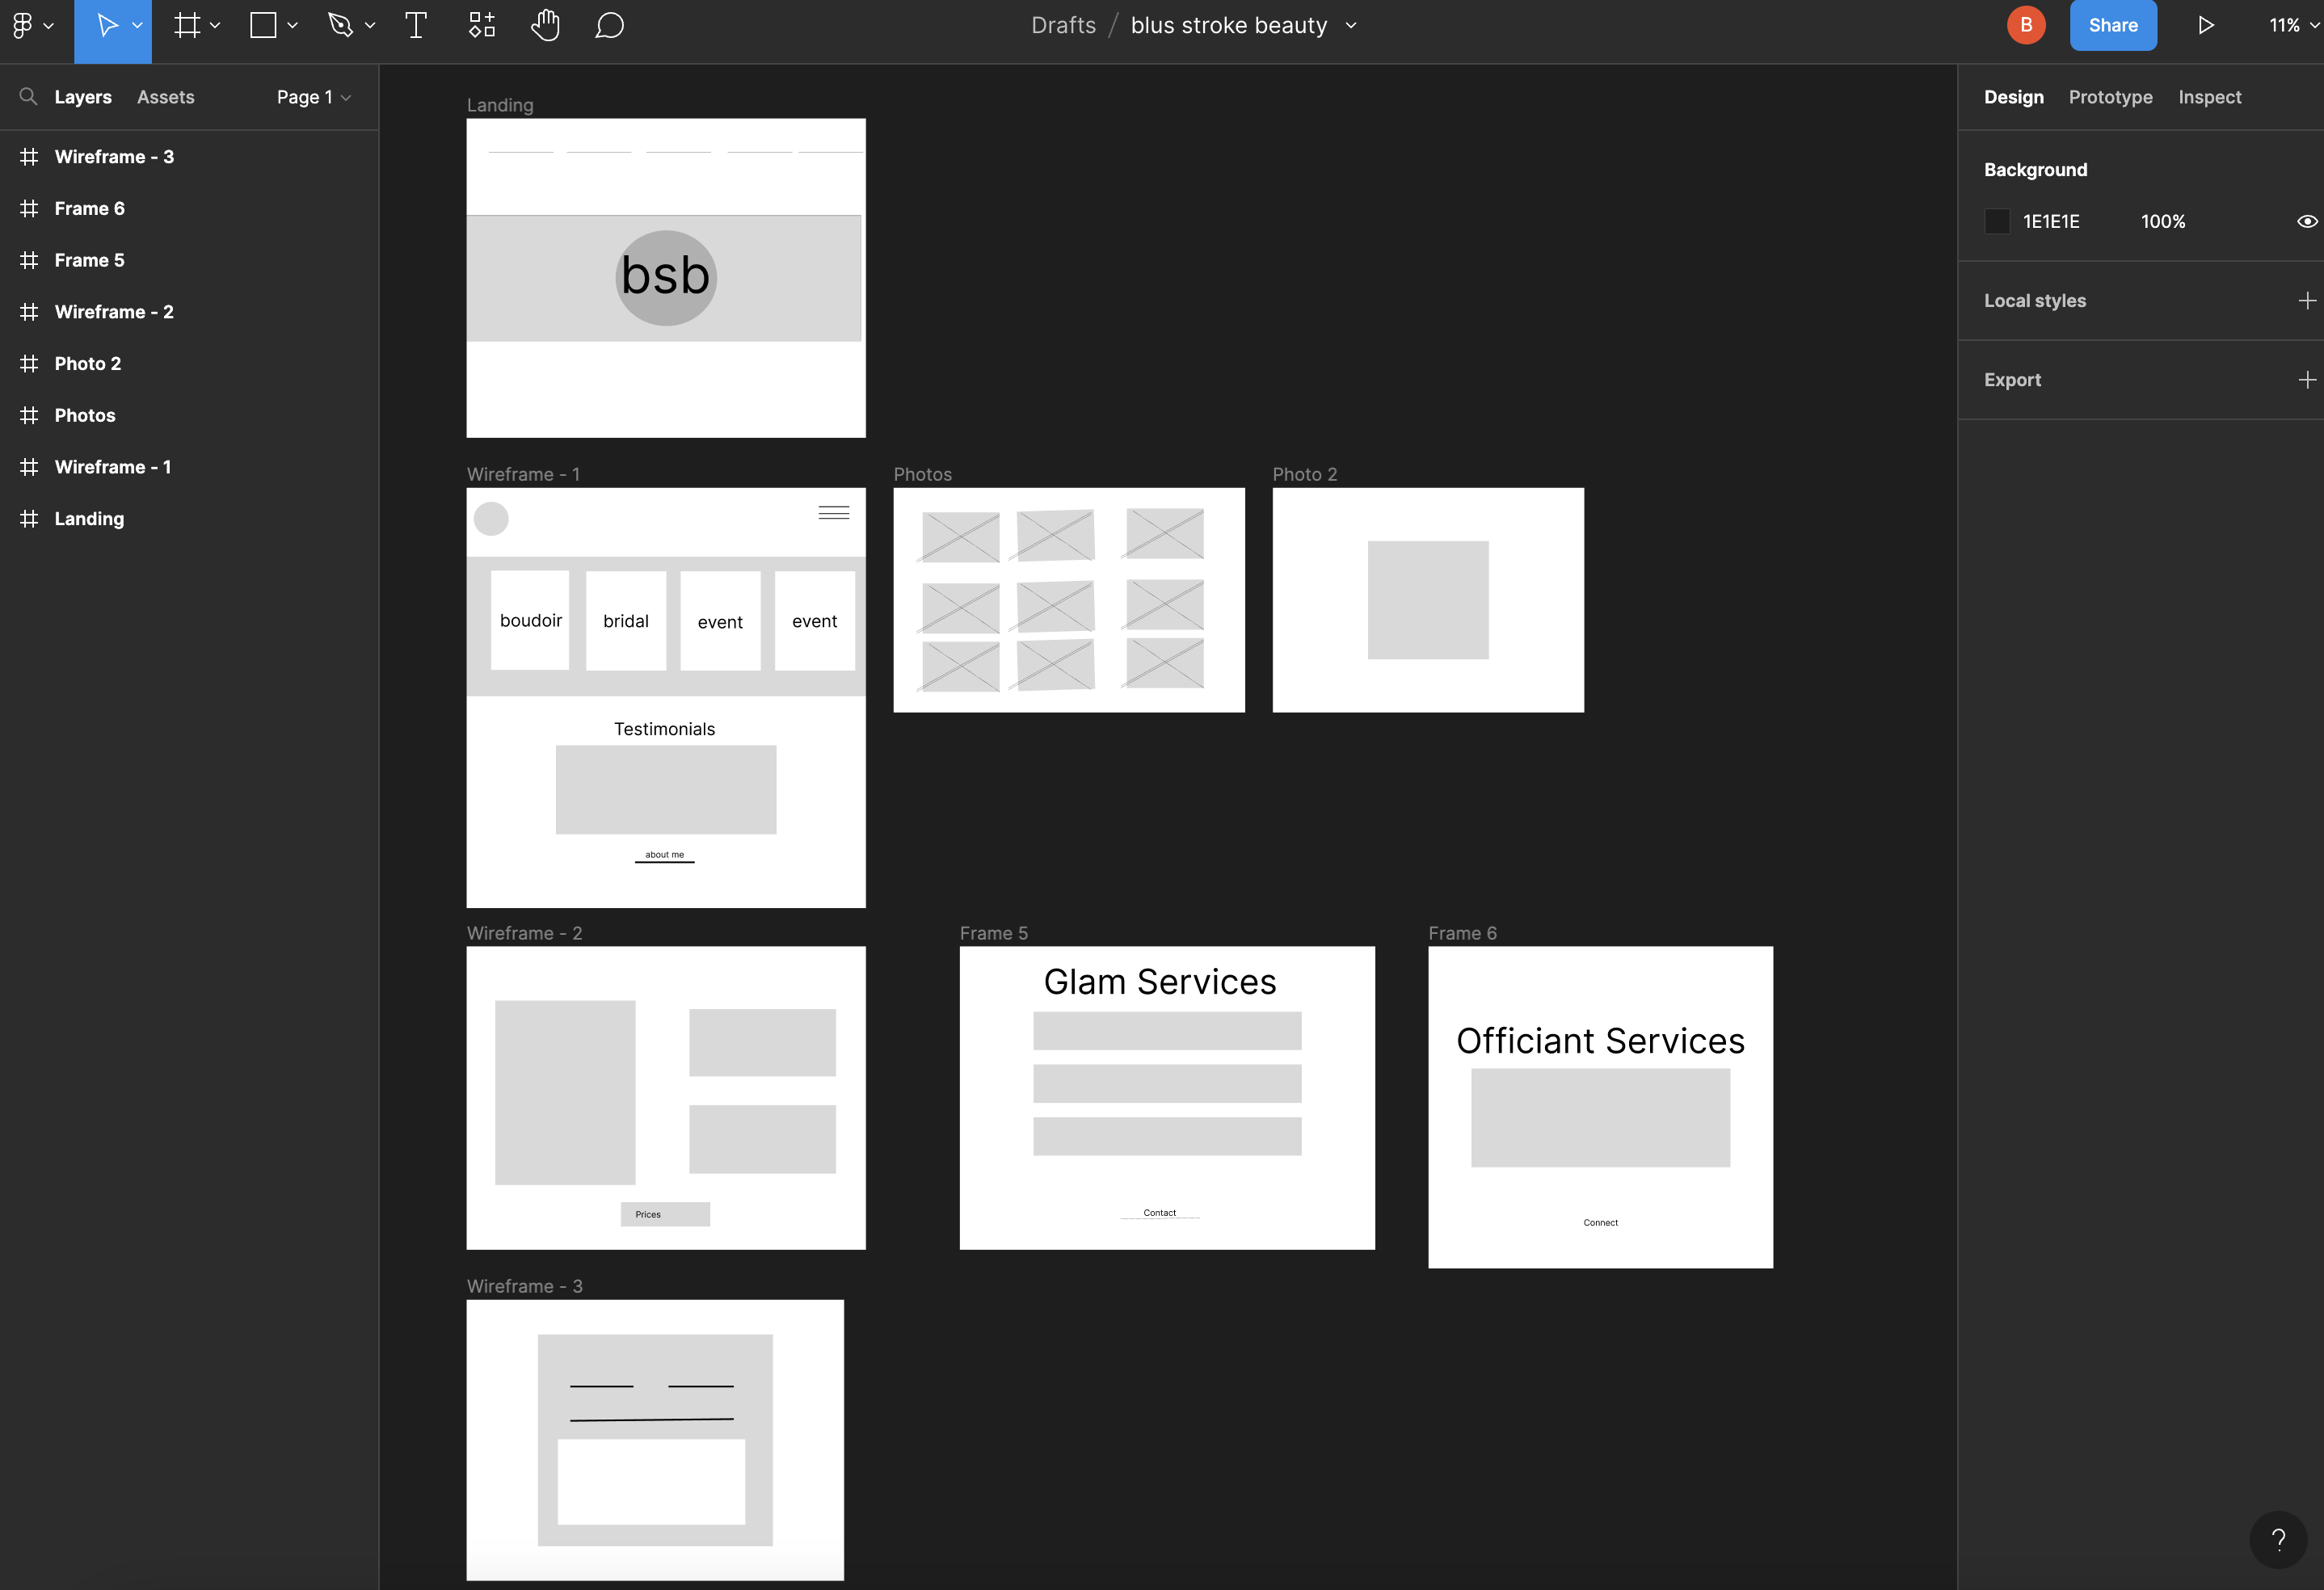 Drafts / blus stroke beauty
B
Share
11%
Layers Assets Page 1
Wireframe - 3
Frame 6
Frame 5
Wireframe - 2
Photo 2
Photos
Wireframe - 1
Landing
Landing
bsb
Wireframe - 1
boudoir bridal event event
Testimonials
about me
Photos
Photo 2
Wireframe - 2
Prices
Frame 5
Glam Services
Contact
Frame 6
Officiant Services
Connect
Wireframe - 3
Design Prototype Inspect
Background
1E1E1E 100%
Local styles
Export
?